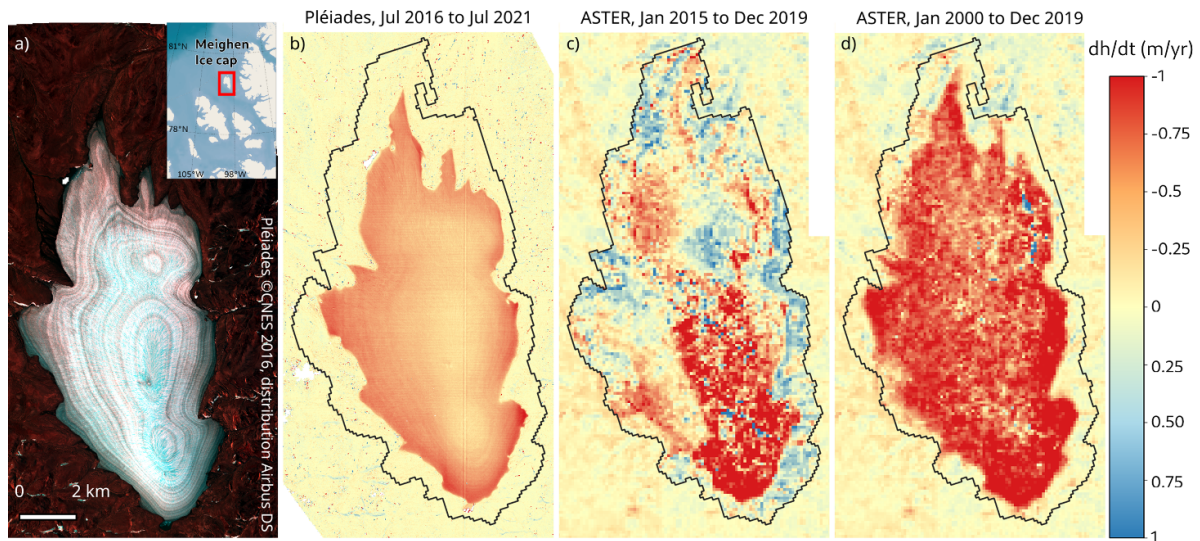 Pléiades, Jul 2016 to Jul 2021
ASTER, Jan 2015 to Dec 2019
ASTER, Jan 2000 to Dec 2019
a)
b)
c)
d)
dh/dt (m/yr)
81°N
Meighen
Ice cap
78°N
105°W 98°W
Pléiades ©CNES 2016, distribution Airbus DS
0 2 km
-1
-0.75
-0.5
-0.25
0
0.25
0.50
0.75
1